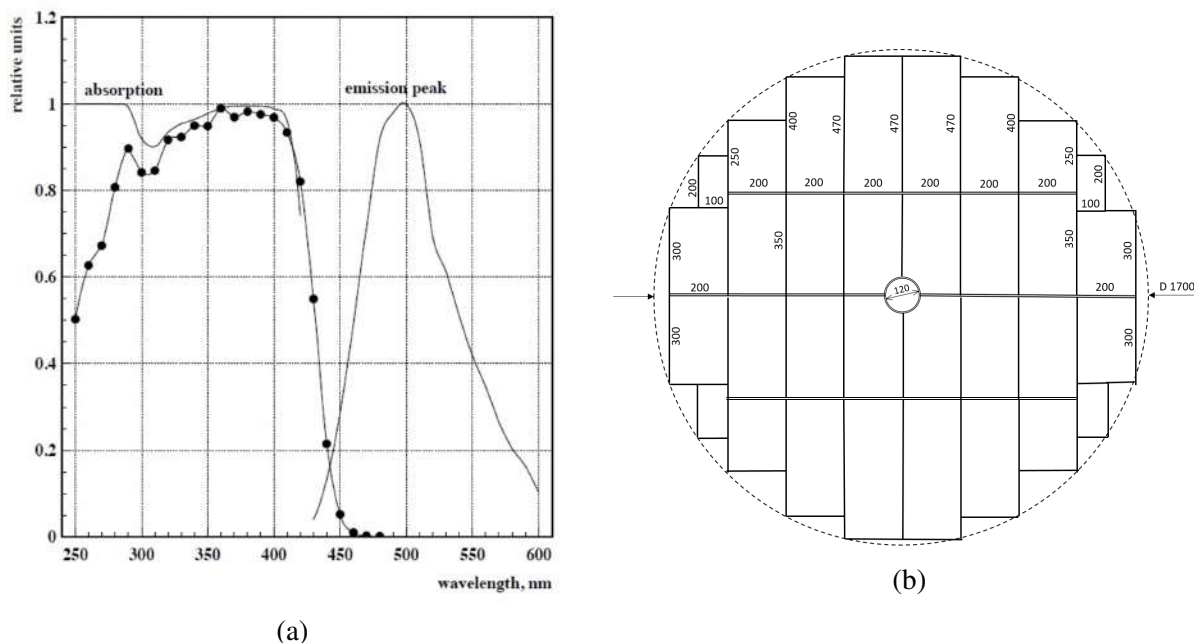 relative units
1.2
1
0.8
0.6
0.4
0.2
0
absorption
emission peak
250 300 350 400 450 500 550 600
wavelength, nm
(a)
400 470 470 470 400
250 250
200 200
200 200 200 200 200 200
100 100
300 350 350 300
200 120 200 D 1700
300 300
(b)